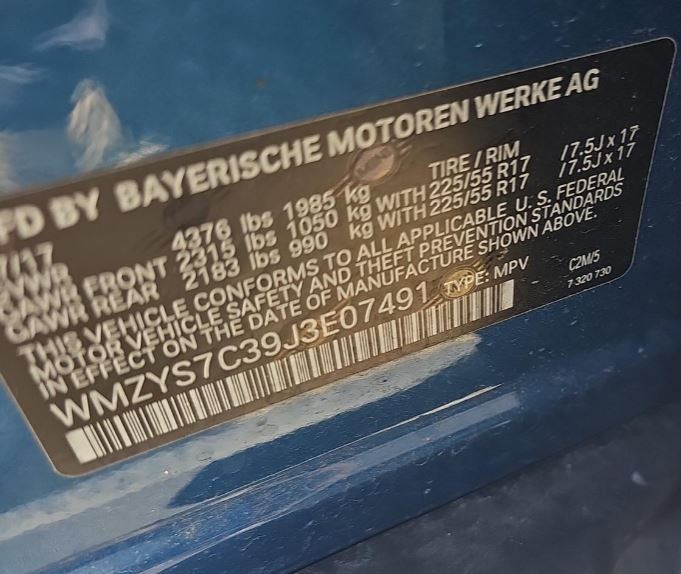 FD BY BAYERISCHE MOTOREN WERKE AG
/17
GVWR 4376 lbs 1985 kg TIRE / RIM
GAWR FRONT 2315 lbs 1050 kg WITH 225/55 R17 /7.5J x 17
GAWR REAR 2183 lbs 990 kg WITH 225/55 R17 /7.5J x 17
THIS VEHICLE CONFORMS TO ALL APPLICABLE U. S. FEDERAL
MOTOR VEHICLE SAFETY AND THEFT PREVENTION STANDARDS
IN EFFECT ON THE DATE OF MANUFACTURE SHOWN ABOVE.
WMZYS7C39J3E07491 TYPE: MPV C2M/5
7 320 730